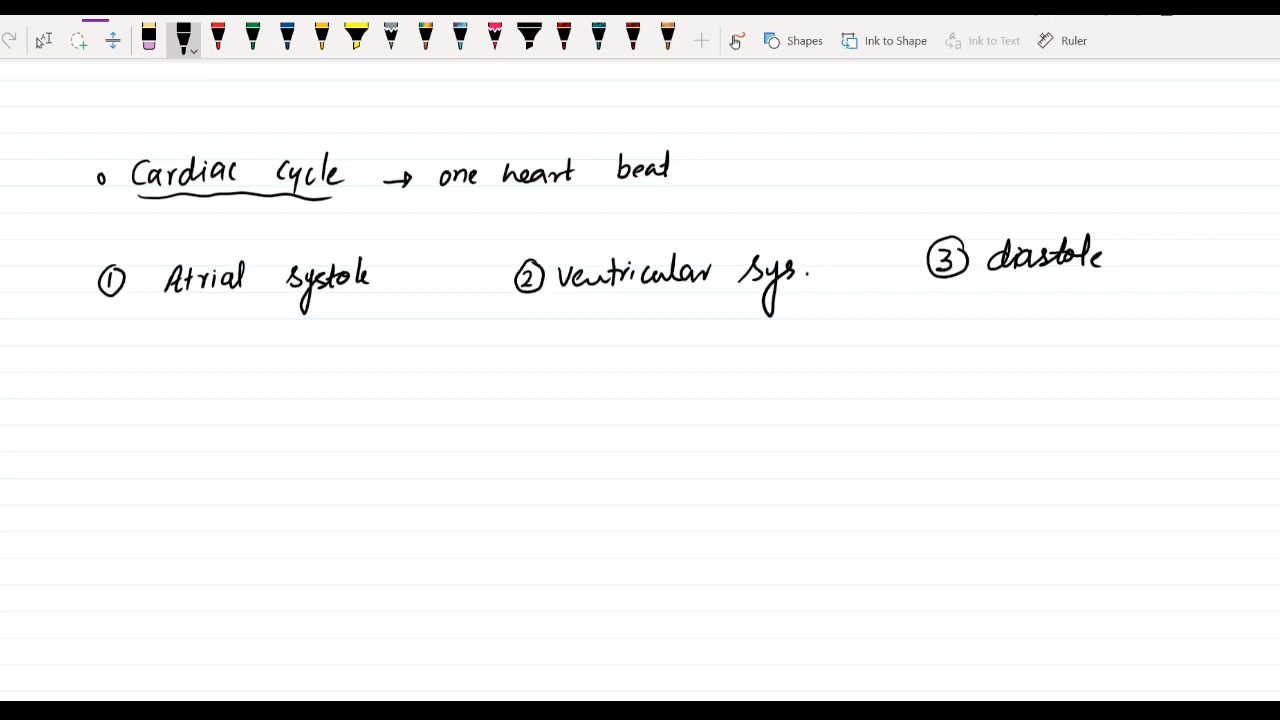 Shapes Ink to Shape Ink to Text Ruler
Cardiac cycle → one heart beat
① Atrial systole ② ventricular sys. ③ diastole